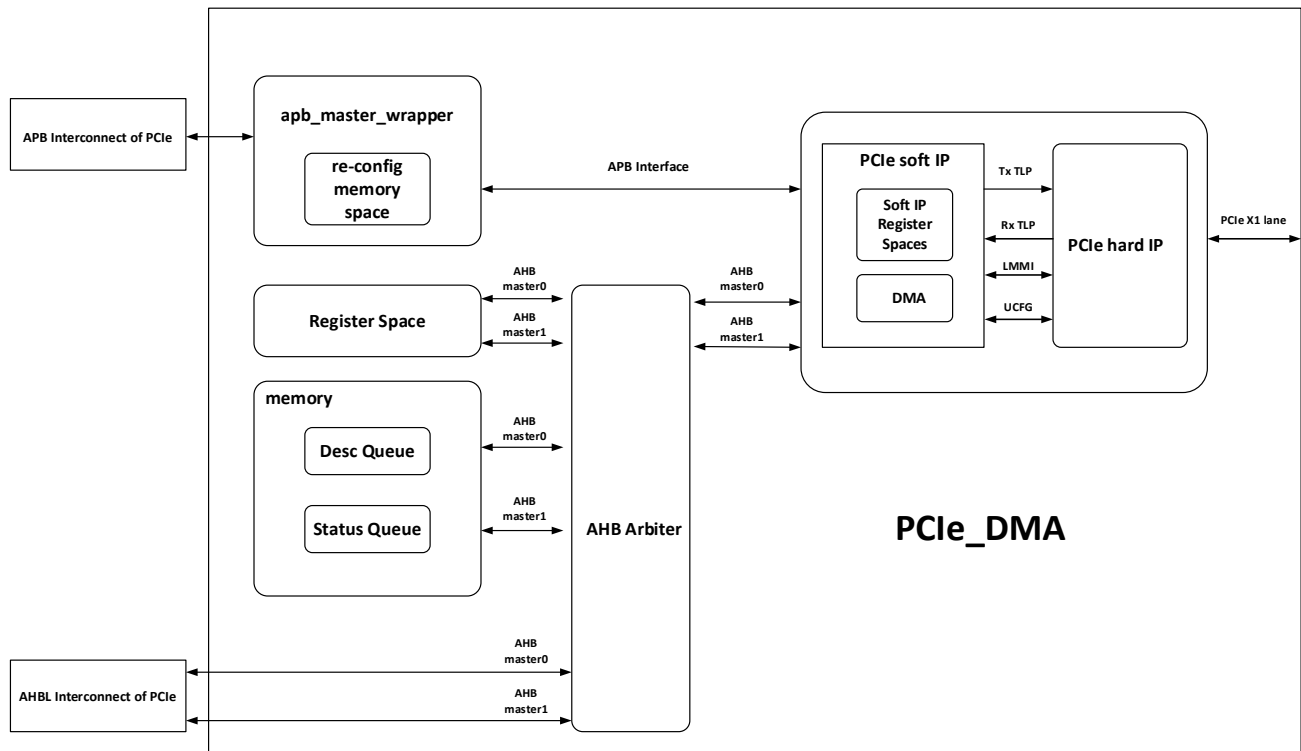 apb_master_wrapper
APB Interconnect of PCIe
re-config
memory
space
APB Interface
PCIe soft IP
Soft IP
Register
Spaces
DMA
Tx TLP
Rx TLP
LMMI
UCFG
PCIe hard IP
PCIe X1 lane
Register Space
AHB
master0
AHB
master1
AHB
master0
AHB
master1
memory
Desc Queue
Status Queue
AHB
master0
AHB
master1
AHB Arbiter
PCIe_DMA
AHBL Interconnect of PCIe
AHB
master0
AHB
master1